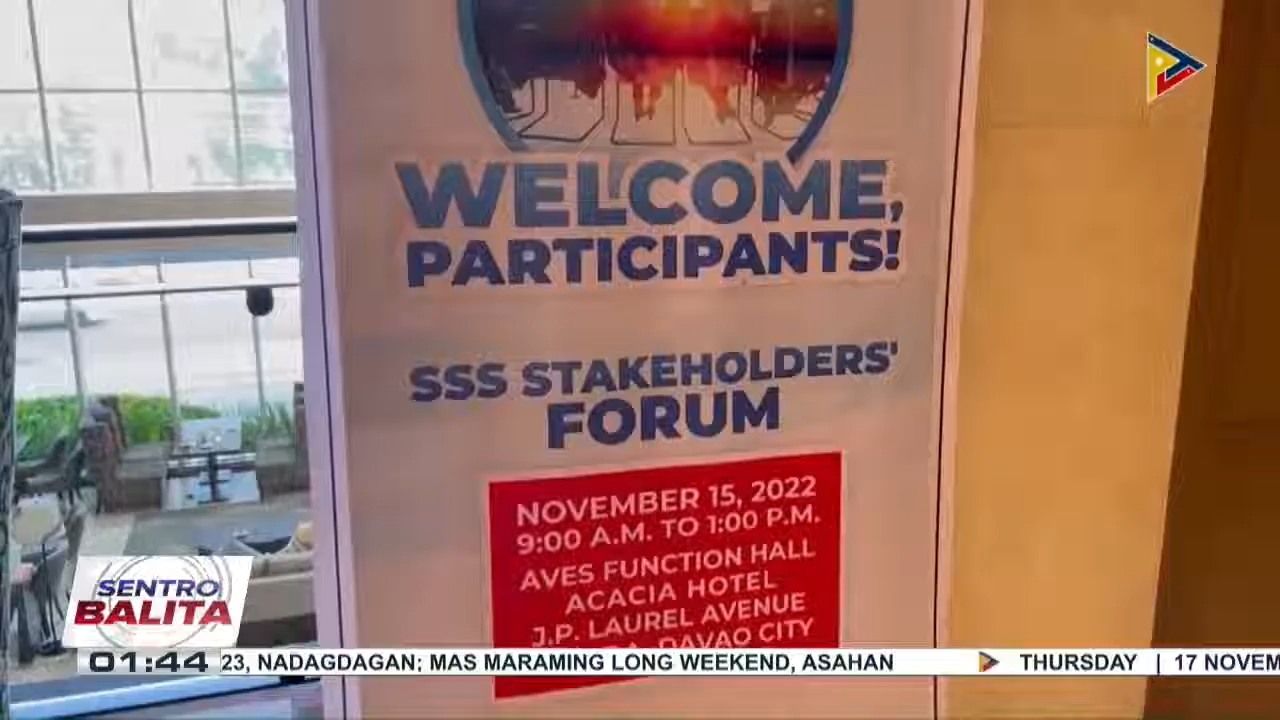 WELCOME,
PARTICIPANTS!
SSS STAKEHOLDERS'
FORUM
NOVEMBER 15, 2022
9:00 A.M. TO 1:00 P.M.
AVES FUNCTION HALL
ACACIA HOTEL
J.P. LAUREL AVENUE
DAVAO CITY
SENTRO
BALITA
01:44 23, NADAGDAGAN; MAS MARAMING LONG WEEKEND, ASAHAN THURSDAY | 17 NOVEM